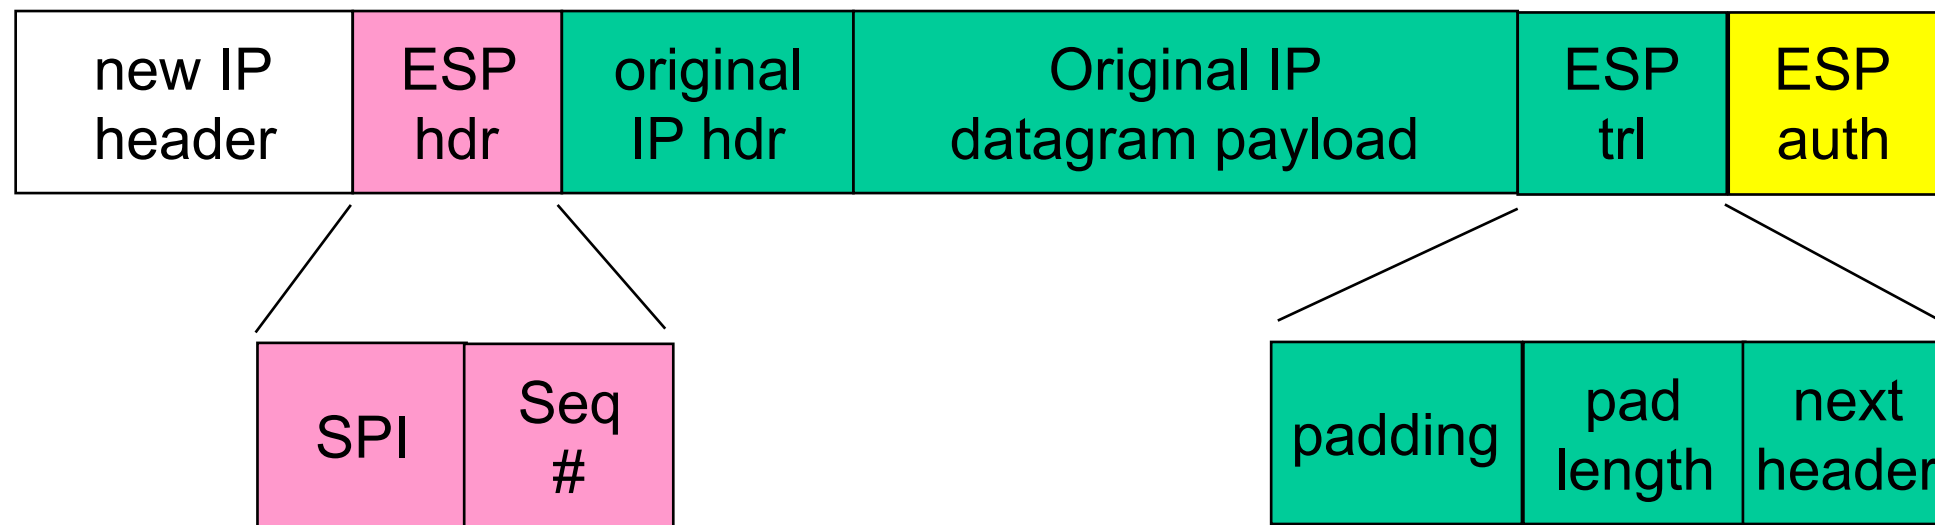 new IP
header
ESP
hdr
original
IP hdr
Original IP
datagram payload
ESP
trl
ESP
auth
SPI
Seq
#
padding
pad
length
next
header